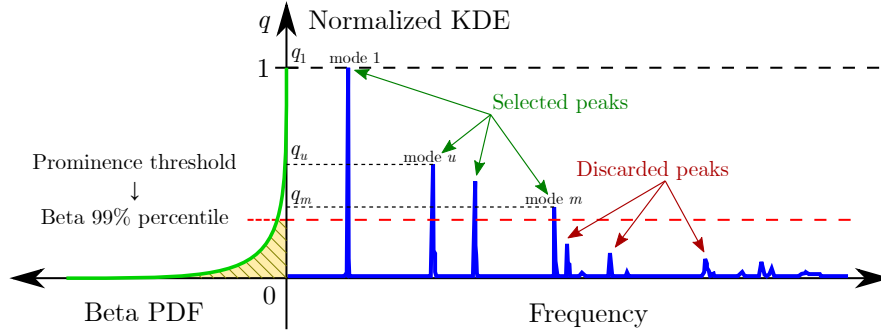 q Normalized KDE
q1 mode 1
1
Selected peaks
qu mode u
Prominence threshold
↓
Beta 99% percentile
Discarded peaks
qm mode m
0
Beta PDF Frequency